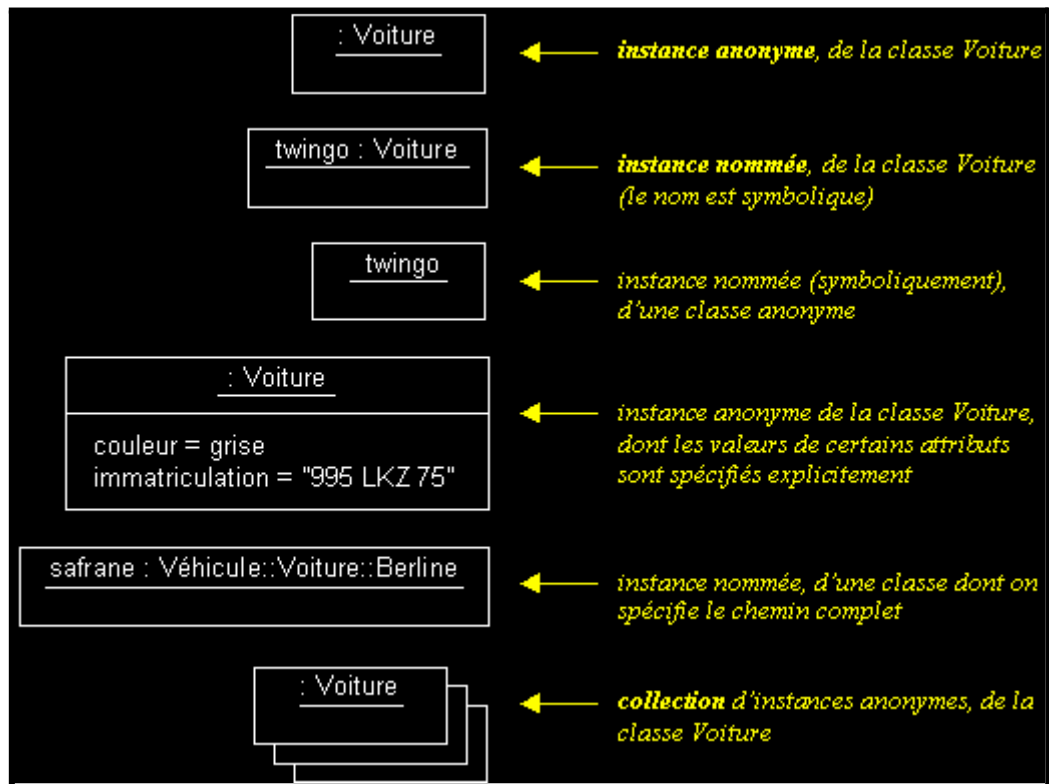 : Voiture
instance anonyme, de la classe Voiture
twingo : Voiture
instance nommée, de la classe Voiture
(le nom est symbolique)
twingo
instance nommée (symboliquement),
d'une classe anonyme
: Voiture
couleur = grise
immatriculation = "995 LKZ 75"
instance anonyme de la classe Voiture,
dont les valeurs de certains attributs
sont spécifiés explicitement
safrane : Véhicule::Voiture::Berline
instance nommée, d'une classe dont on
spécifie le chemin complet
: Voiture
collection d'instances anonymes, de la
classe Voiture